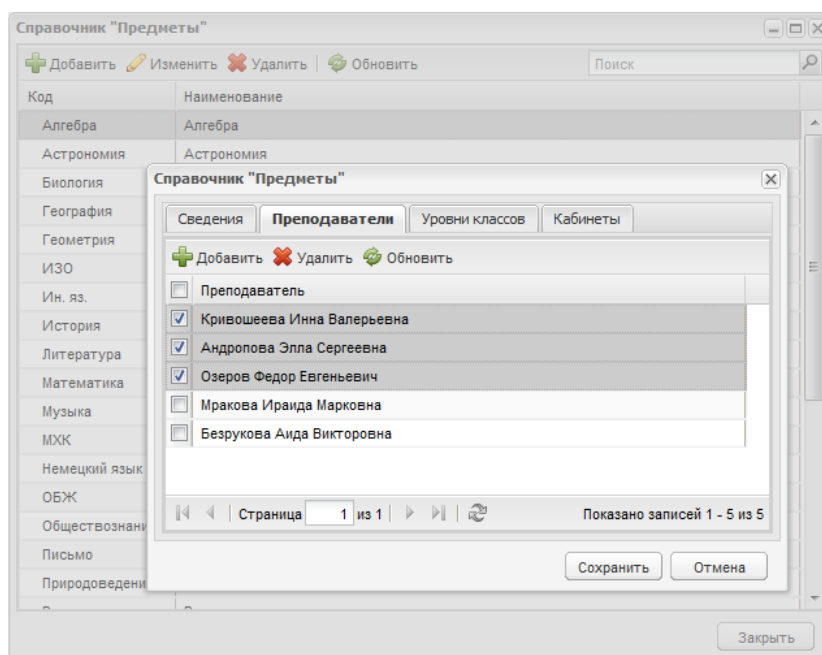 Справочник "Предметы"
Добавить Изменить Удалить Обновить Поиск
Код Наименование
Алгебра Алгебра
Астрономия Астрономия
Биология
География
Геометрия
ИЗО
Ин. яз.
История
Литература
Математика
Музыка
МХК
Немецкий язык
ОБЖ
Обществознани
Письмо
Природоведени
Справочник "Предметы"
Сведения Преподаватели Уровни классов Кабинеты
Добавить Удалить Обновить
Преподаватель
Кривошеева Инна Валерьевна
Андропова Элла Сергеевна
Озеров Федор Евгеньевич
Мракова Ираида Марковна
Безрукова Аида Викторовна
Страница 1 из 1 Показано записей 1 - 5 из 5
Сохранить Отмена
Закрыть